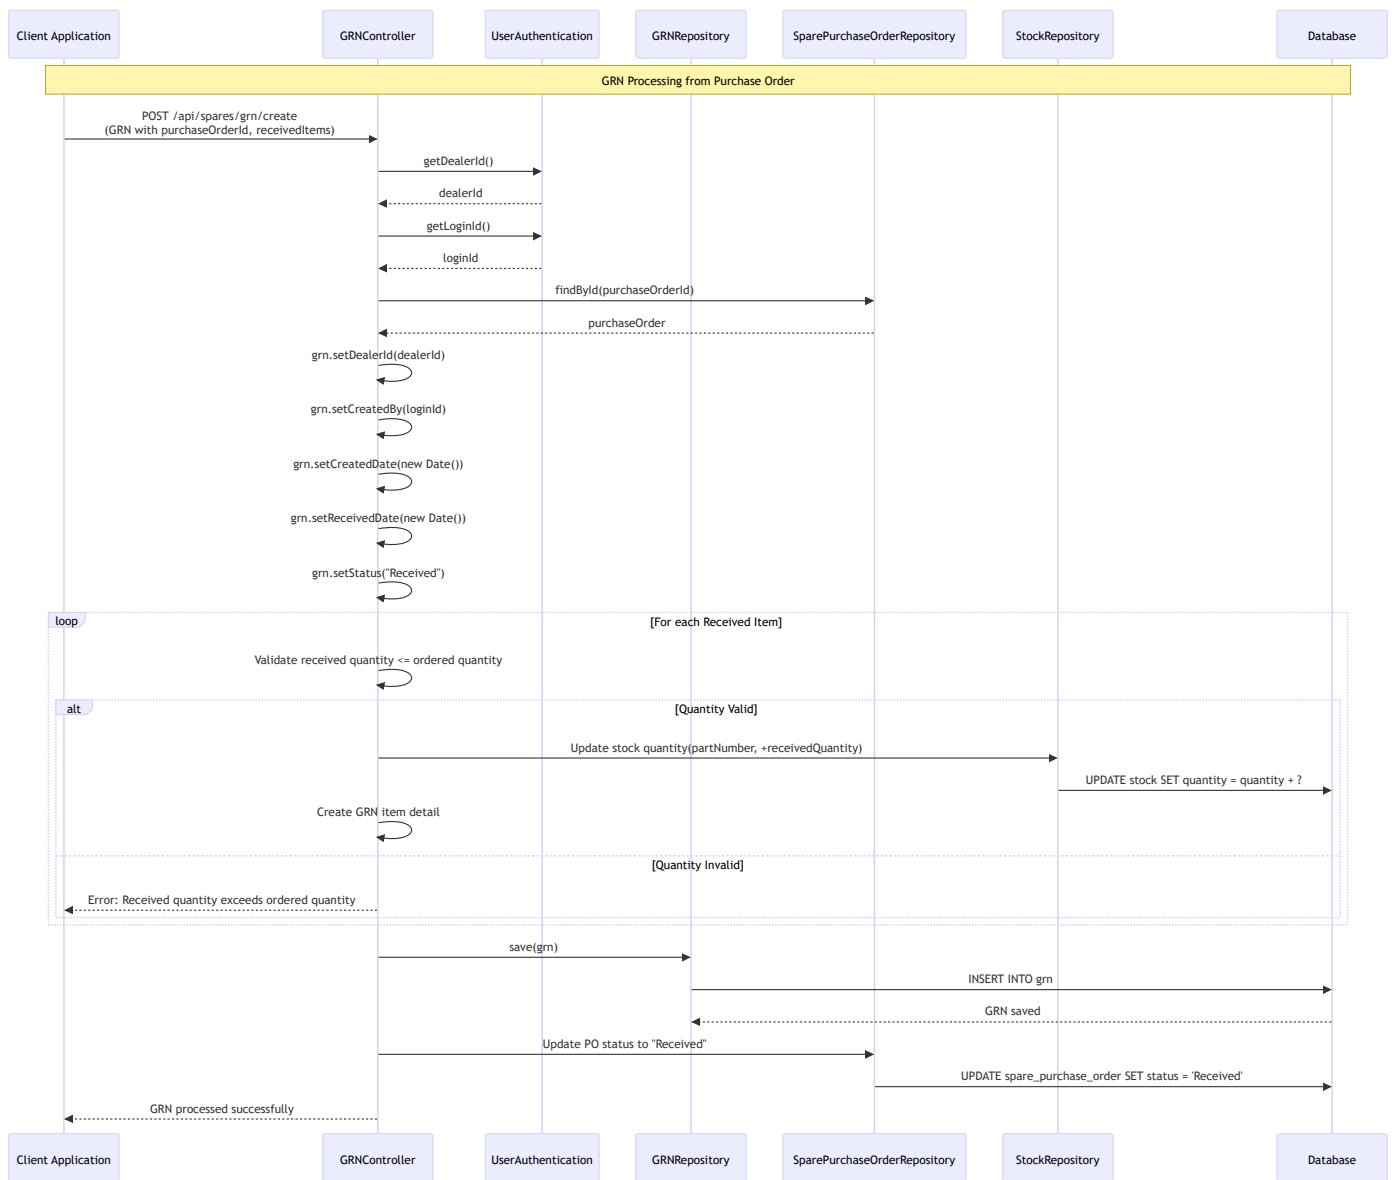 Client Application
GRNController
UserAuthentication
GRNRepository
SparePurchaseOrderRepository
StockRepository
Database
GRN Processing from Purchase Order
POST /api/spares/grn/create
(GRN with purchaseOrderId, receivedItems)
getDealerId()
dealerId
getLoginId()
loginId
findById(purchaseOrderId)
purchaseOrder
grn.setDealerId(dealerId)
grn.setCreatedBy(loginId)
grn.setCreatedDate(new Date())
grn.setReceivedDate(new Date())
grn.setStatus("Received")
loop
[For each Received Item]
Validate received quantity <= ordered quantity
alt
[Quantity Valid]
Update stock quantity(partNumber, +receivedQuantity)
UPDATE stock SET quantity = quantity + ?
Create GRN item detail
[Quantity Invalid]
Error: Received quantity exceeds ordered quantity
save(grn)
INSERT INTO grn
GRN saved
Update PO status to "Received"
UPDATE spare_purchase_order SET status = 'Received'
GRN processed successfully
Client Application
GRNController
UserAuthentication
GRNRepository
SparePurchaseOrderRepository
StockRepository
Database